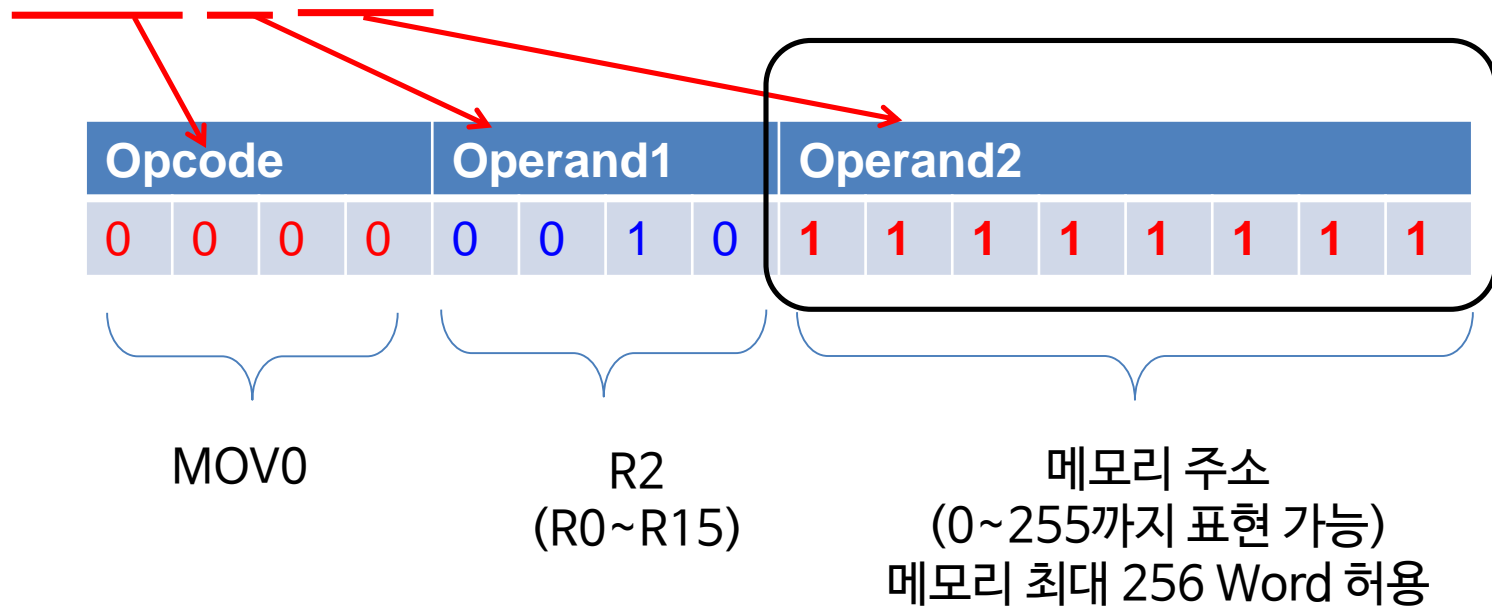 Opcode Operand1 Operand2
0 0 0 0 0 0 1 0 1 1 1 1 1 1 1 1
MOV0
R2
(R0~R15)
메모리 주소
(0~255까지 표현 가능)
메모리 최대 256 Word 허용